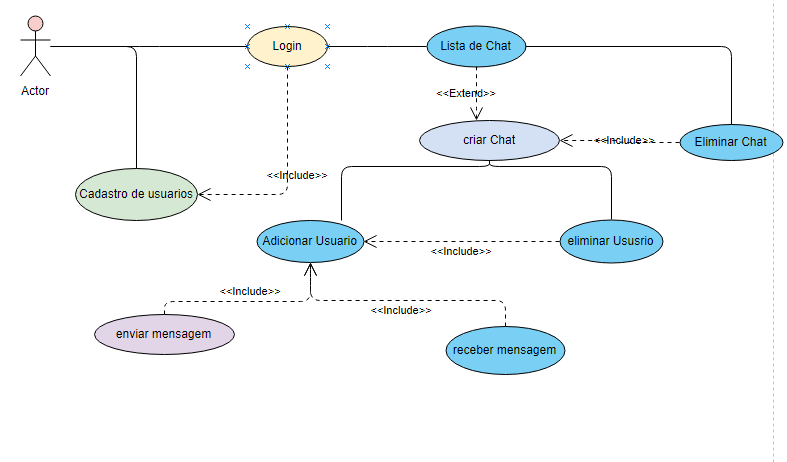 Login
Lista de Chat
Actor
<<Extend>>
criar Chat
<<Include>>
Eliminar Chat
<<Include>>
Cadastro de usuarios
Adicionar Usuario
<<Include>>
eliminar Ususrio
<<Include>>
<<Include>>
enviar mensagem
receber mensagem